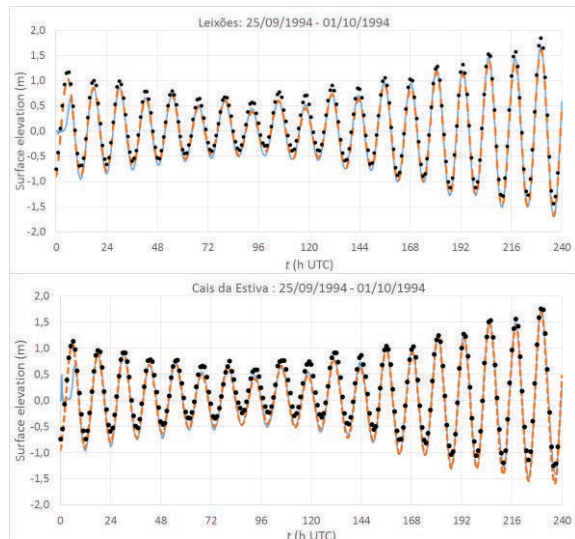 Leixões: 25/09/1994 - 01/10/1994
Surface elevation (m)
2,0
1,5
1,0
0,5
0,0
-0,5
-1,0
-1,5
-2,0
0 24 48 72 96 120 144 168 192 216 240
t (h UTC)
Cais da Estiva : 25/09/1994 - 01/10/1994
Surface elevation (m)
2,0
1,5
1,0
0,5
0,0
-0,5
-1,0
-1,5
-2,0
0 24 48 72 96 120 144 168 192 216 240
t (h UTC)